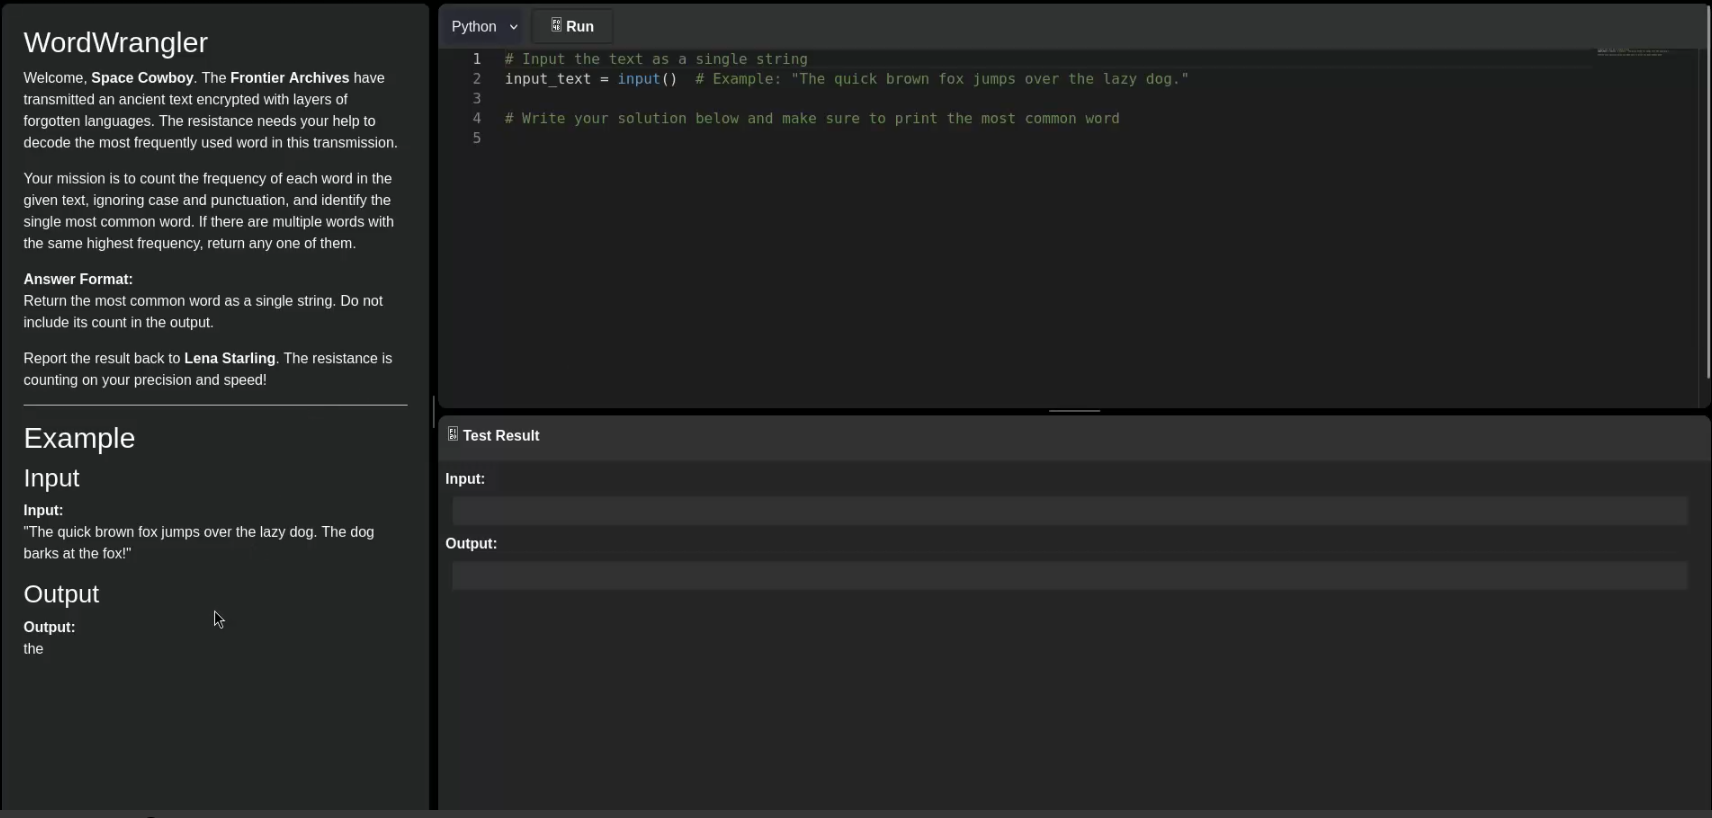 WordWrangler
Welcome, Space Cowboy. The Frontier Archives have
transmitted an ancient text encrypted with layers of
forgotten languages. The resistance needs your help to
decode the most frequently used word in this transmission.
Your mission is to count the frequency of each word in the
given text, ignoring case and punctuation, and identify the
single most common word. If there are multiple words with
the same highest frequency, return any one of them.
Answer Format:
Return the most common word as a single string. Do not
include its count in the output.
Report the result back to Lena Starling. The resistance is
counting on your precision and speed!
Example
Input
Input:
"The quick brown fox jumps over the lazy dog. The dog
barks at the fox!"
Output
Output:
the
Python Run
1 # Input the text as a single string
2 input_text = input()  # Example: "The quick brown fox jumps over the lazy dog."
3
4 # Write your solution below and make sure to print the most common word
5
Test Result
Input:
Output: